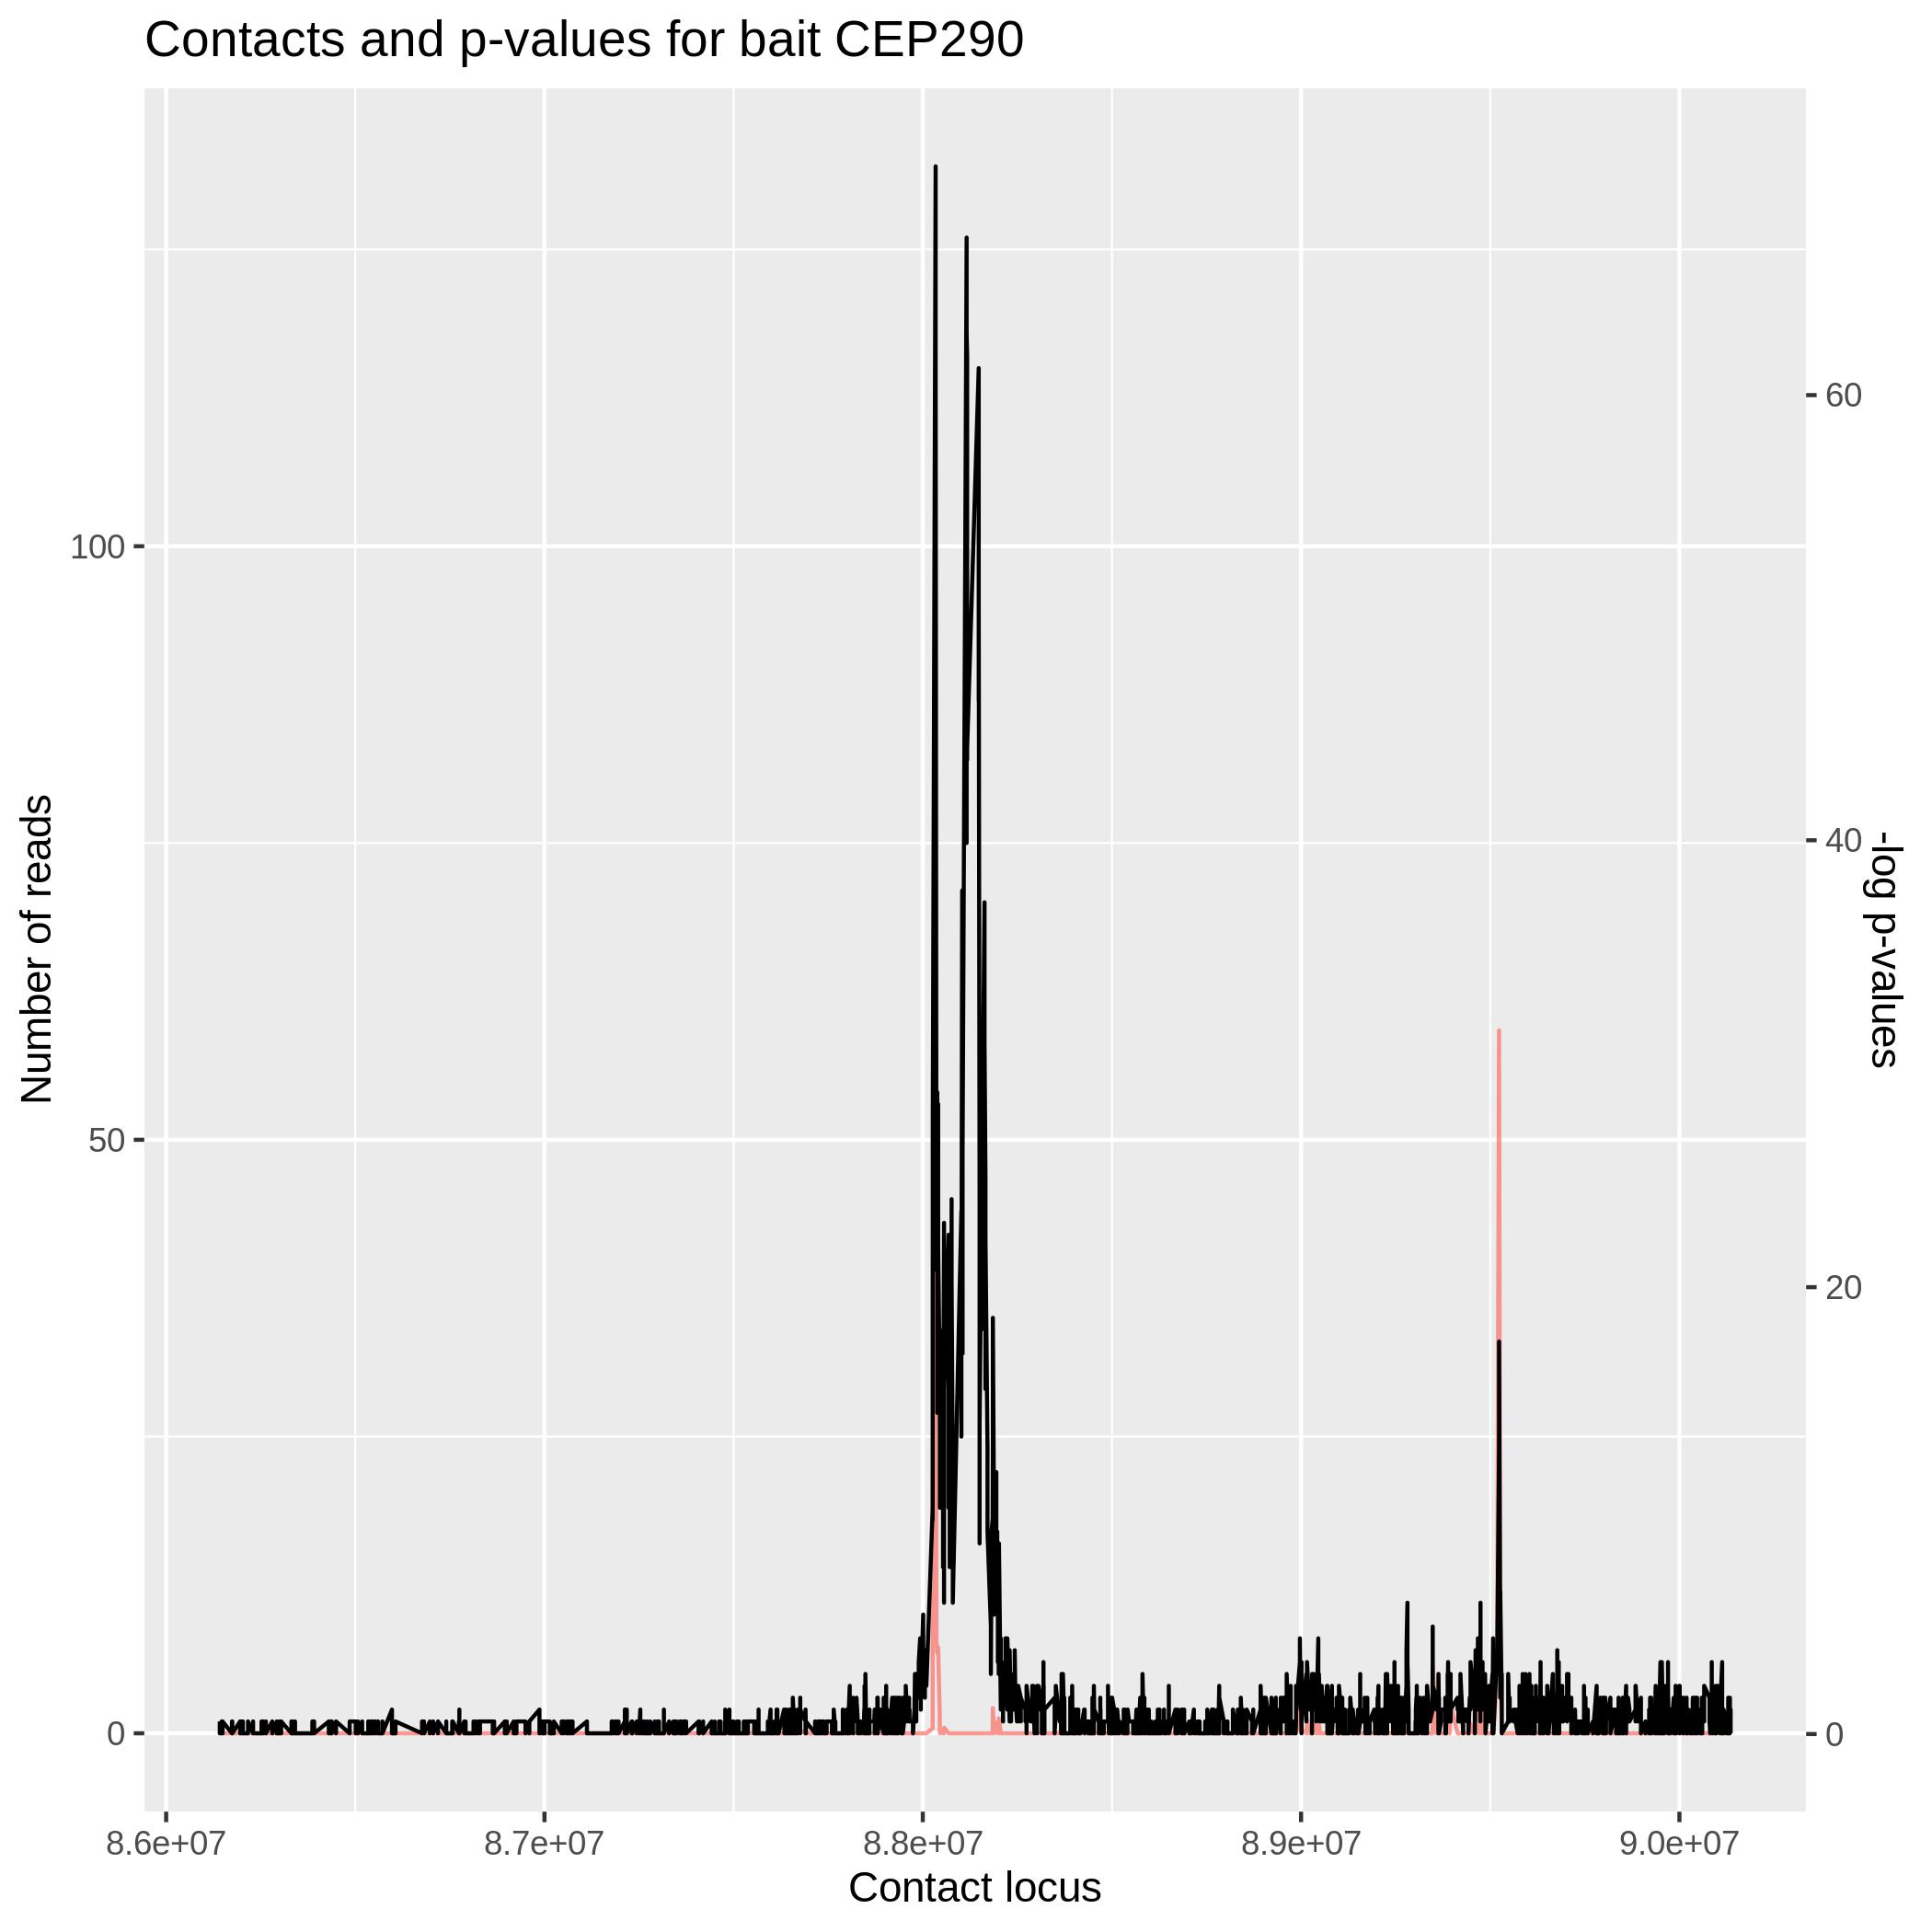 Contacts and p-values for bait CEP290
Number of reads
100
50
0
60
40
20
0
-log p-values
8.6e+07 8.7e+07 8.8e+07 8.9e+07 9.0e+07
Contact locus